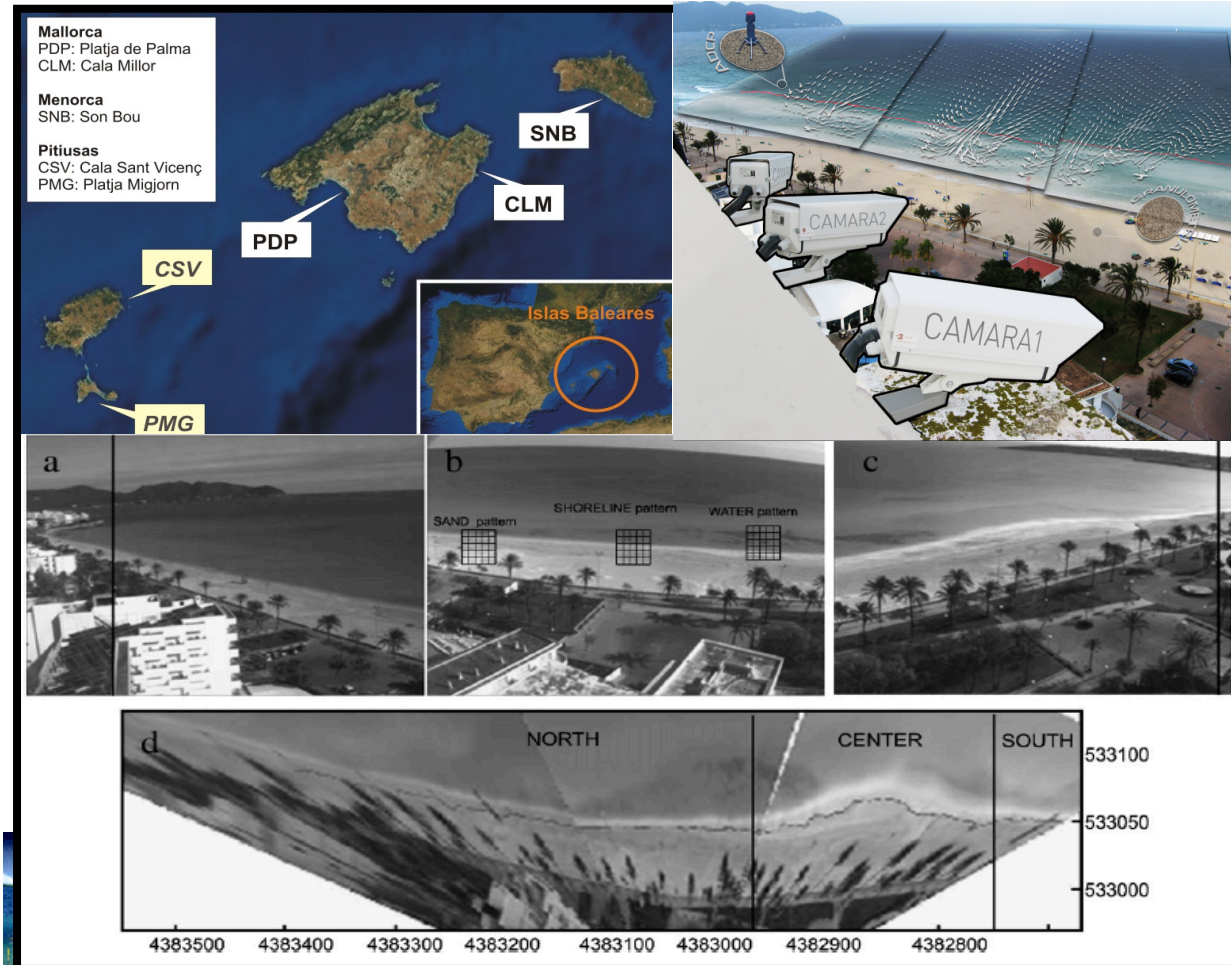 Mallorca
PDP: Platja de Palma
CLM: Cala Millor
Menorca
SNB: Son Bou
Pitiusas
CSV: Cala Sant Vicenç
PMG: Platja Migjorn
SNB
CLM
PDP
CSV
PMG
Islas Baleares
ADCP
CAMARA2
CAMARA1
a
b
c
SAND pattern
SHORELINE pattern
WATER pattern
d
NORTH
CENTER
SOUTH
533100
533050
533000
4383500
4383400
4383300
4383200
4383100
4383000
4382900
4382800